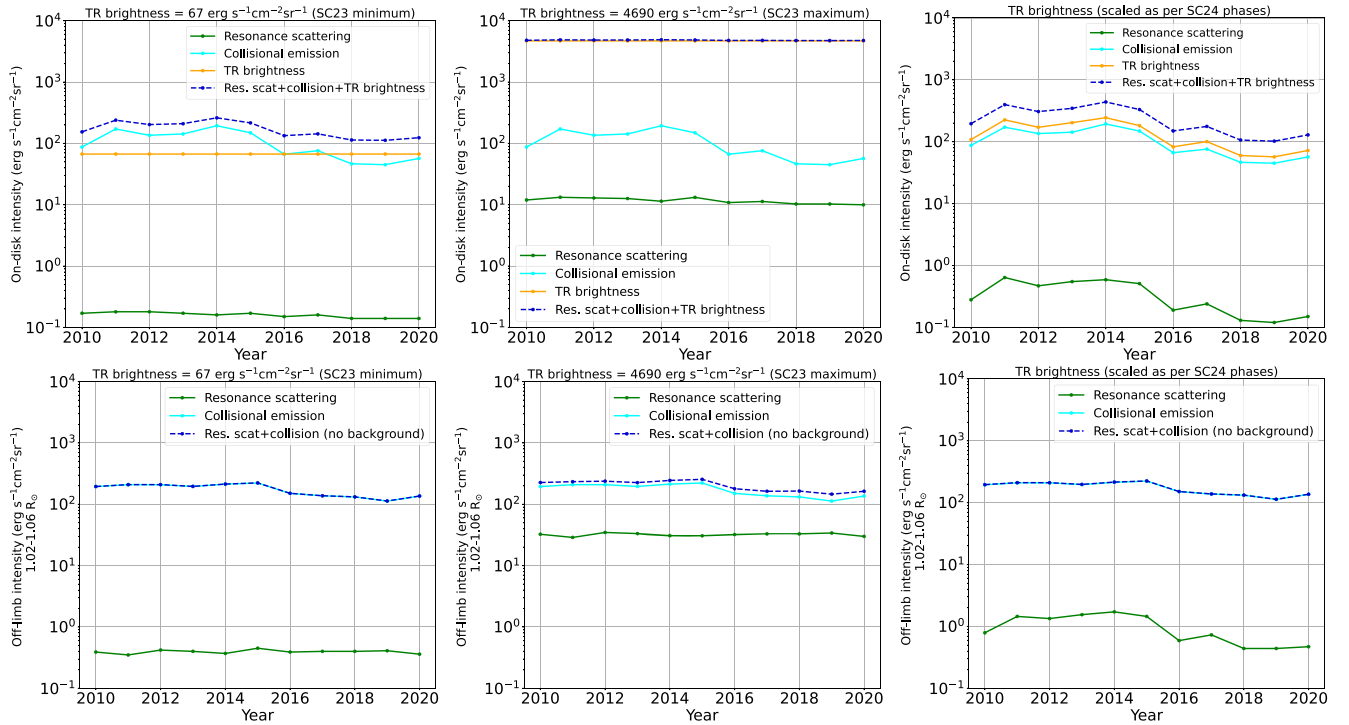 TR brightness = 67 erg s⁻¹cm⁻²sr⁻¹ (SC23 minimum)
On-disk intensity (erg s⁻¹cm⁻²sr⁻¹)
10⁴
10³
10²
10¹
10⁰
10⁻¹
Resonance scattering
Collisional emission
TR brightness
Res. scat+collision+TR brightness
2010 2012 2014 2016 2018 2020
Year
TR brightness = 4690 erg s⁻¹cm⁻²sr⁻¹ (SC23 maximum)
On-disk intensity (erg s⁻¹cm⁻²sr⁻¹)
10⁴
10³
10²
10¹
10⁰
10⁻¹
Resonance scattering
Collisional emission
TR brightness
Res. scat+collision+TR brightness
2010 2012 2014 2016 2018 2020
Year
TR brightness (scaled as per SC24 phases)
On-disk intensity (erg s⁻¹cm⁻²sr⁻¹)
10⁴
10³
10²
10¹
10⁰
10⁻¹
Resonance scattering
Collisional emission
TR brightness
Res. scat+collision+TR brightness
2010 2012 2014 2016 2018 2020
Year
TR brightness = 67 erg s⁻¹cm⁻²sr⁻¹ (SC23 minimum)
Off-limb intensity (erg s⁻¹cm⁻²sr⁻¹)
1.02-1.06 R☉
10⁴
10³
10²
10¹
10⁰
10⁻¹
Resonance scattering
Collisional emission
Res. scat+collision (no background)
2010 2012 2014 2016 2018 2020
Year
TR brightness = 4690 erg s⁻¹cm⁻²sr⁻¹ (SC23 maximum)
Off-limb intensity (erg s⁻¹cm⁻²sr⁻¹)
1.02-1.06 R☉
10⁴
10³
10²
10¹
10⁰
10⁻¹
Resonance scattering
Collisional emission
Res. scat+collision (no background)
2010 2012 2014 2016 2018 2020
Year
TR brightness (scaled as per SC24 phases)
Off-limb intensity (erg s⁻¹cm⁻²sr⁻¹)
1.02-1.06 R☉
10⁴
10³
10²
10¹
10⁰
10⁻¹
Resonance scattering
Collisional emission
Res. scat+collision (no background)
2010 2012 2014 2016 2018 2020
Year